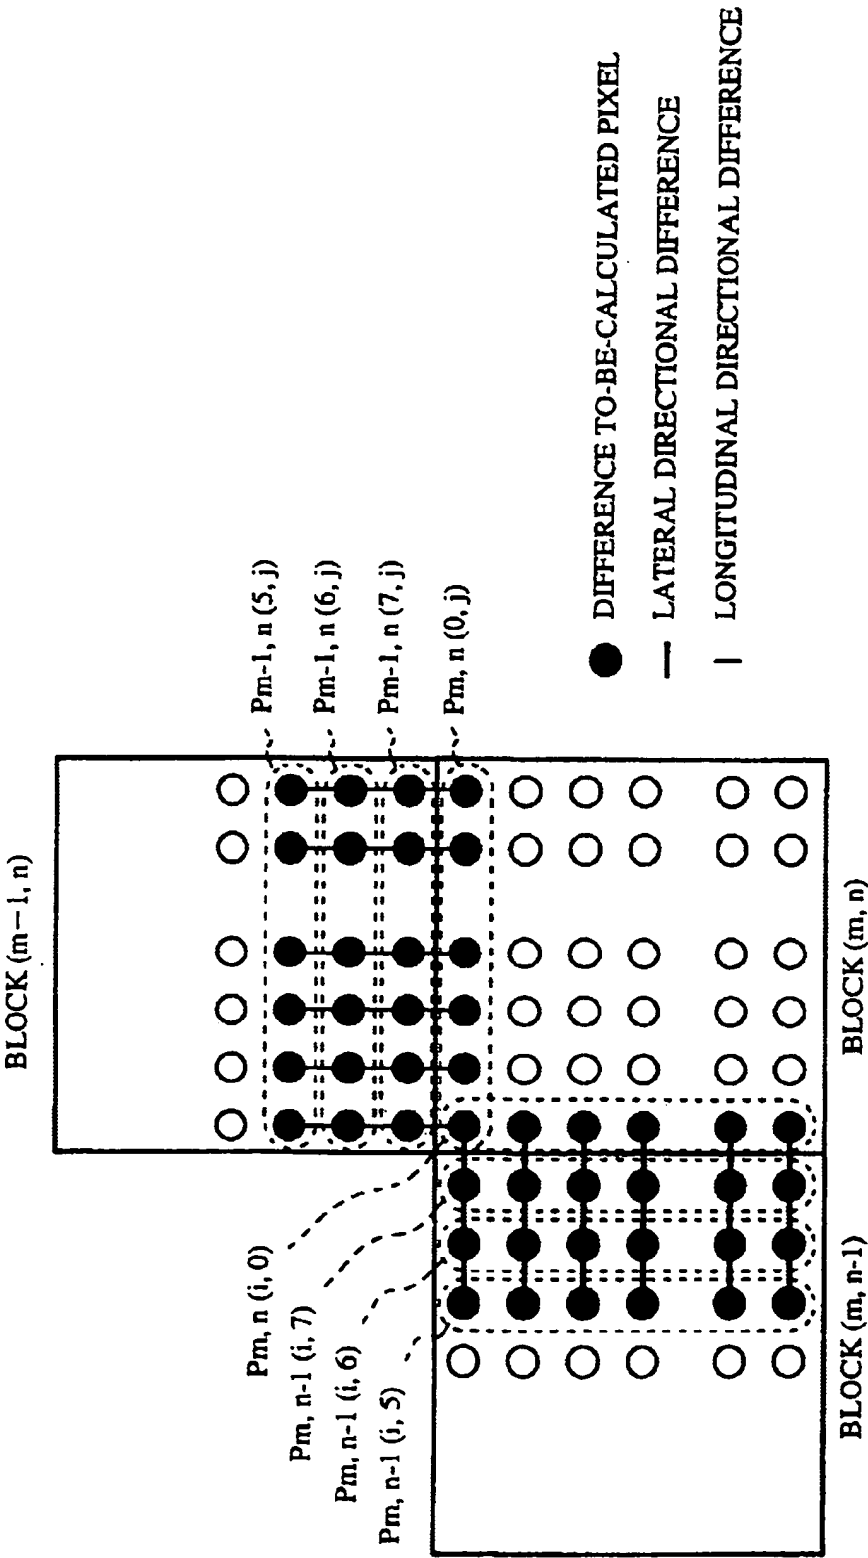 BLOCK (m−1, n)
Pm-1, n (5, j)
Pm-1, n (6, j)
Pm-1, n (7, j)
Pm, n (0, j)
Pm, n (i, 0)
Pm, n-1 (i, 7)
Pm, n-1 (i, 6)
Pm, n-1 (i, 5)
BLOCK (m, n-1)
BLOCK (m, n)
DIFFERENCE TO-BE-CALCULATED PIXEL
LATERAL DIRECTIONAL DIFFERENCE
LONGITUDINAL DIRECTIONAL DIFFERENCE